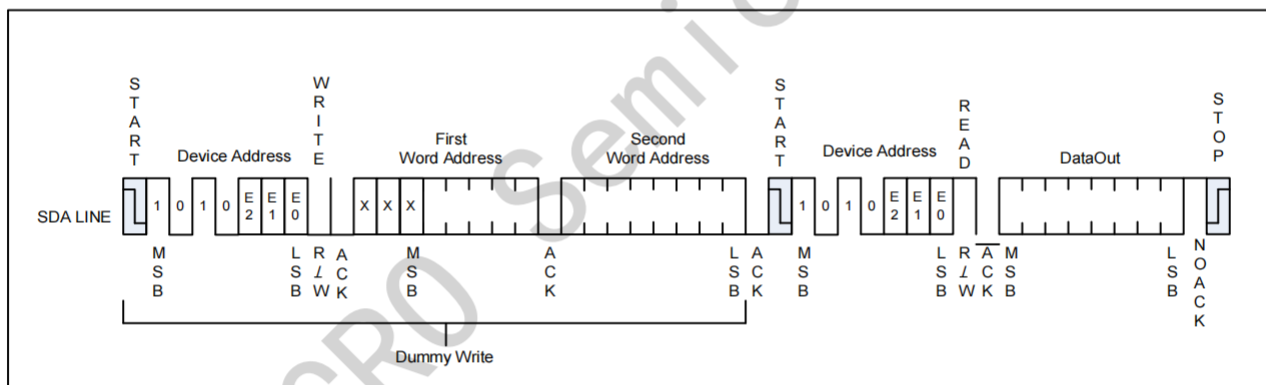 CRO Semic
START
WRITE
START
READ
STOP
Device Address
First
Word Address
Second
Word Address
Device Address
DataOut
SDA LINE
1 0 1 0 E2 E1 E0
X X X
1 0 1 0 E2 E1 E0
MSB
LSB
R/W
ACK
MSB
ACK
LSB
ACK
MSB
LSB
R/W
ACK
MSB
LSB
NOACK
Dummy Write